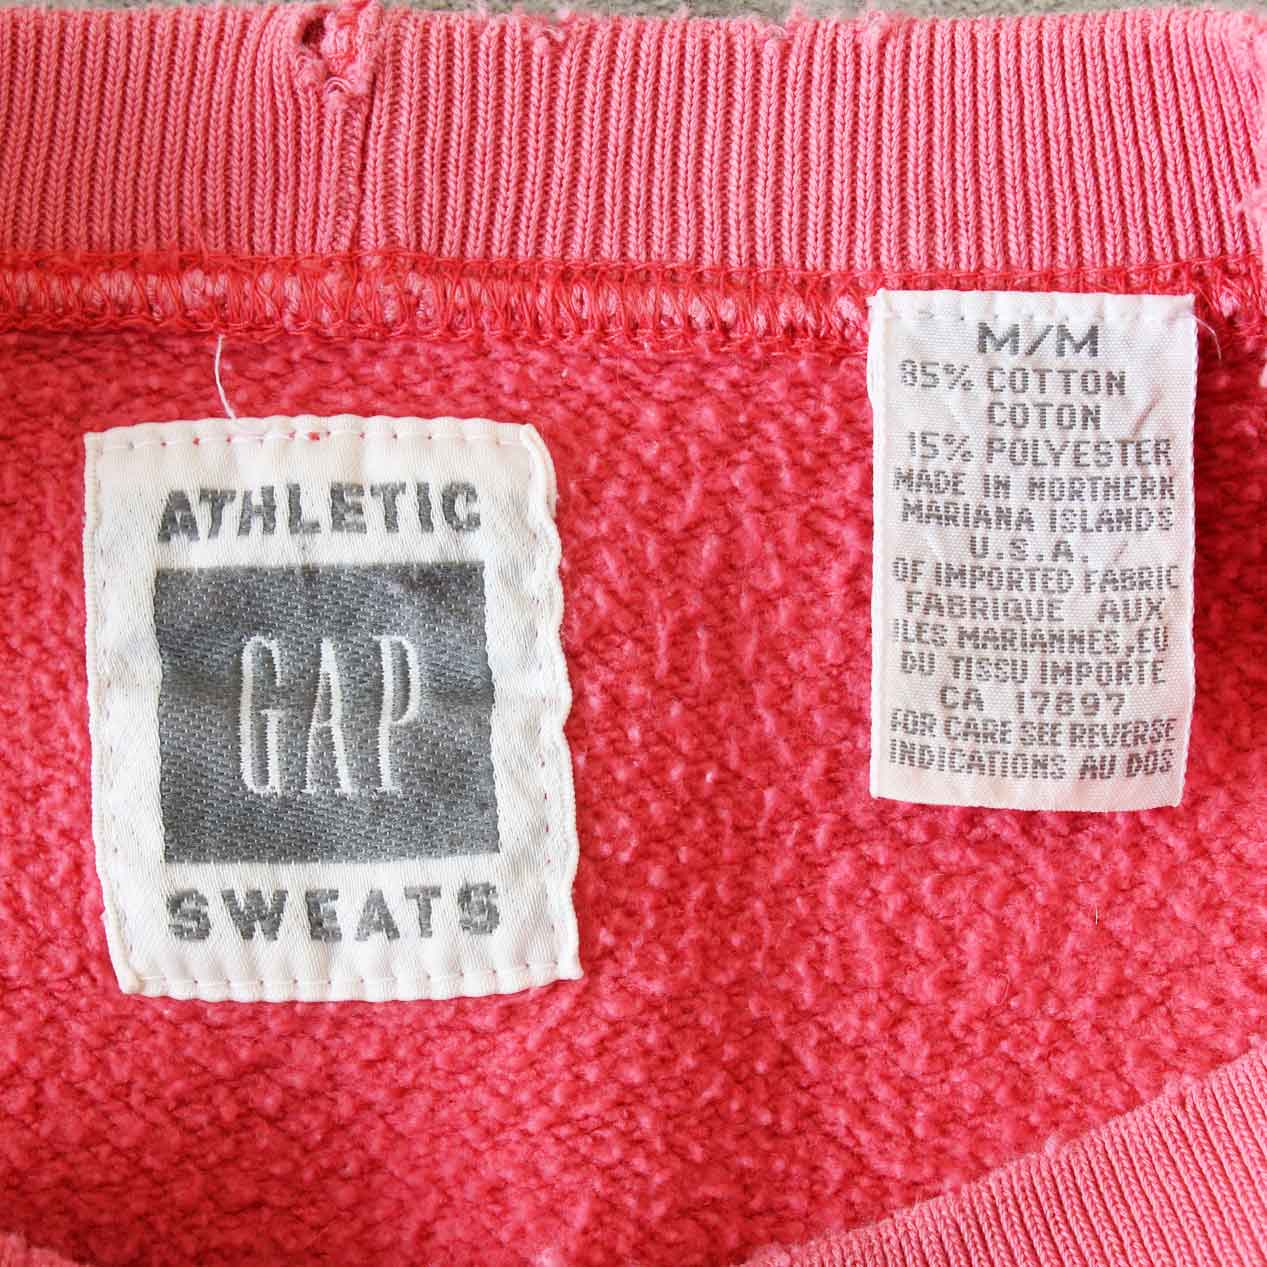 ATHLETIC
GAP
SWEATS
M/M
85% COTTON
COTON
15% POLYESTER
MADE IN NORTHERN
MARIANA ISLANDS
U.S.A.
OF IMPORTED FABRIC
FABRIQUE AUX
ILES MARIANNES, EU
DU TISSU IMPORTE
CA 17897
FOR CARE SEE REVERSE
INDICATIONS AU DOS